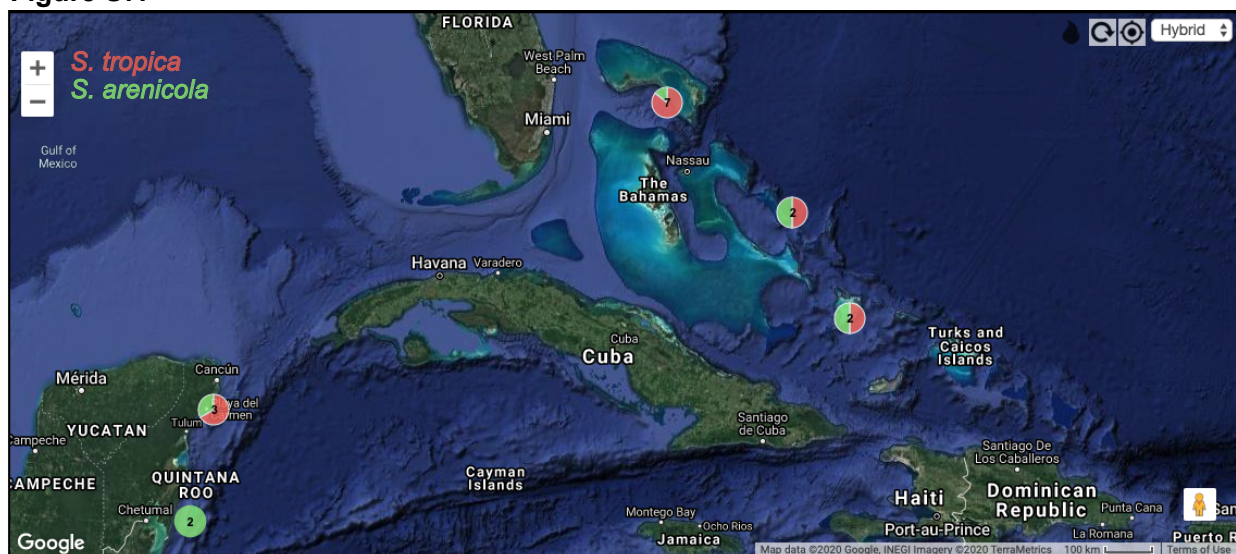 FLORIDA
Hybrid
+
−
S. tropica
S. arenicola
West Palm
Beach
7
Miami
Gulf of
Mexico
Nassau
The
Bahamas
2
Havana
Varadero
2
Turks and
Caicos
Islands
Cuba
Cuba
Mérida
Cancún
3
Tulum
YUCATAN
Campeche
Santiago
de Cuba
Santiago De
Los Caballeros
Cayman
Islands
QUINTANA
ROO
AMPECHE
Haiti
Dominican
Republic
Punta Cana
San
Chetumal
2
Montego Bay
Ocho Rios
Port-au-Prince
La Romana
Puerto R
Jamaica
Google
Map data ©2020 Google, INEGI Imagery ©2020 TerraMetrics
100 km
Terms of Use